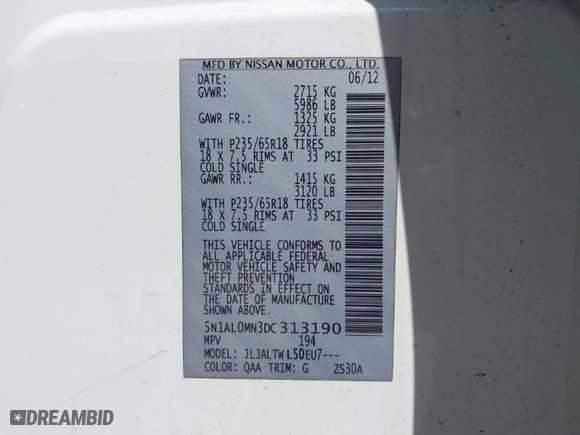 MFD BY NISSAN MOTOR CO., LTD.
DATE: 06/12
GVWR: 2715 KG
5986 LB
GAWR FR.: 1325 KG
2921 LB
WITH P235/65R18 TIRES
18 X 7.5 RIMS AT 33 PSI
COLD SINGLE
GAWR RR.: 1415 KG
3120 LB
WITH P235/65R18 TIRES
18 X 7.5 RIMS AT 33 PSI
COLD SINGLE
THIS VEHICLE CONFORMS TO
ALL APPLICABLE FEDERAL
MOTOR VEHICLE SAFETY AND
THEFT PREVENTION
STANDARDS IN EFFECT ON
THE DATE OF MANUFACTURE
SHOWN ABOVE.
5N1AL0MN3DC313190
MPV 194
MODEL: JLJALTWL50EU7---
COLOR: QAA TRIM: G ZS30A
DREAMBID